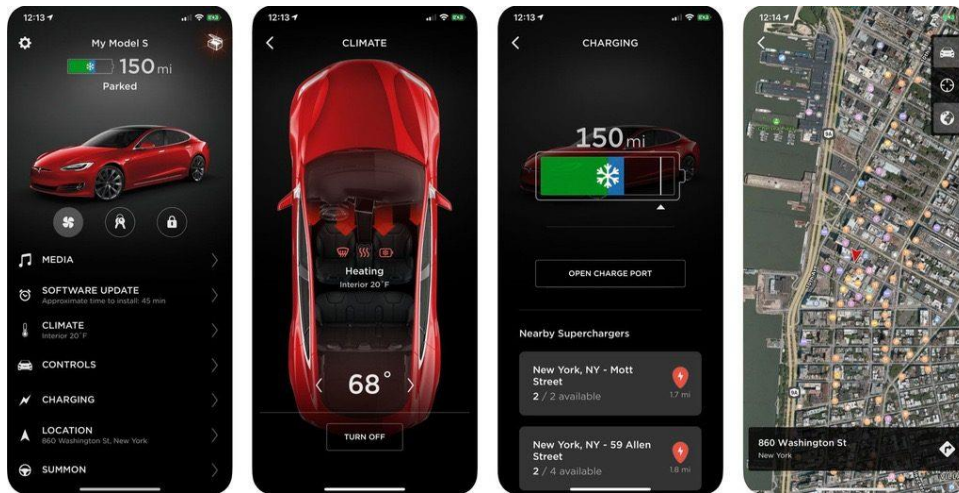 12:13
My Model S
150 mi
Parked
MEDIA
SOFTWARE UPDATE
Approximate time to install: 45 min
CLIMATE
Interior 20°F
CONTROLS
CHARGING
LOCATION
860 Washington St, New York
SUMMON
12:13
CLIMATE
Heating
Interior 20°F
68°
TURN OFF
12:13
CHARGING
150 mi
OPEN CHARGE PORT
Nearby Superchargers
New York, NY - Mott
Street
2 / 2 available
1.7 mi
New York, NY - 59 Allen
Street
2 / 4 available
1.8 mi
12:14
9A
9A
860 Washington St
New York